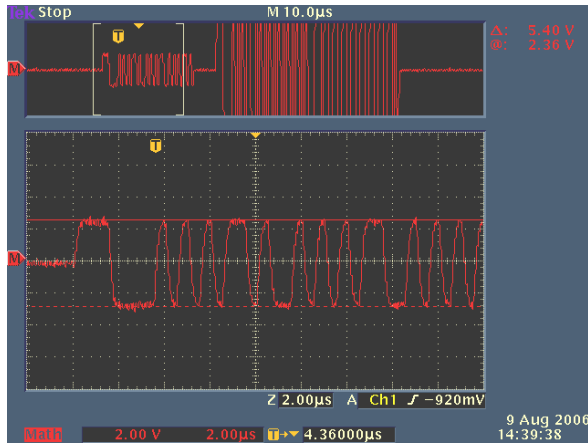 Tek Stop
M 10.0µs
Δ: 5.40 V
@: 2.36 V
T
M
T
M
Z 2.00µs A Ch1 ∫ −920mV
Math 2.00 V 2.00µs T→▾ 4.36000µs
9 Aug 2006
14:39:38